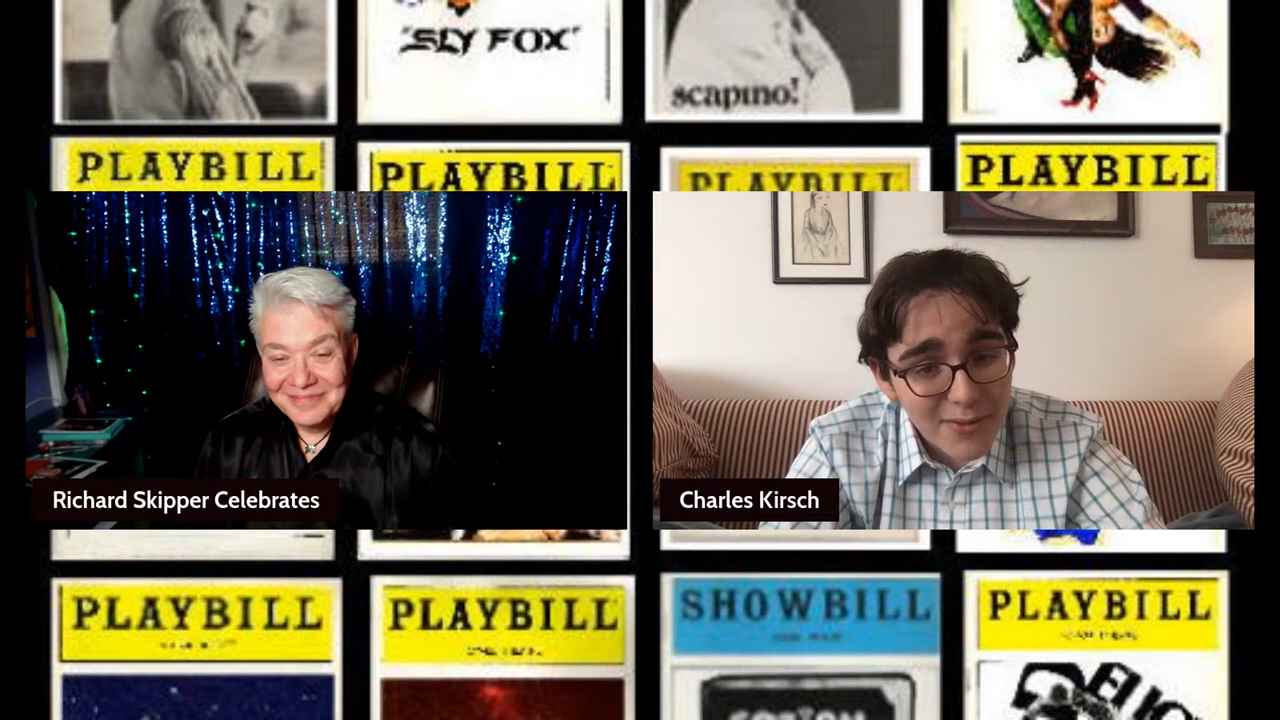 "SLY FOX"
scapino!
PLAYBILL
PLAYBILL
PLAYBILL
PLAYBILL
Richard Skipper Celebrates
Charles Kirsch
PLAYBILL
PLAYBILL
SHOWBILL
PLAYBILL